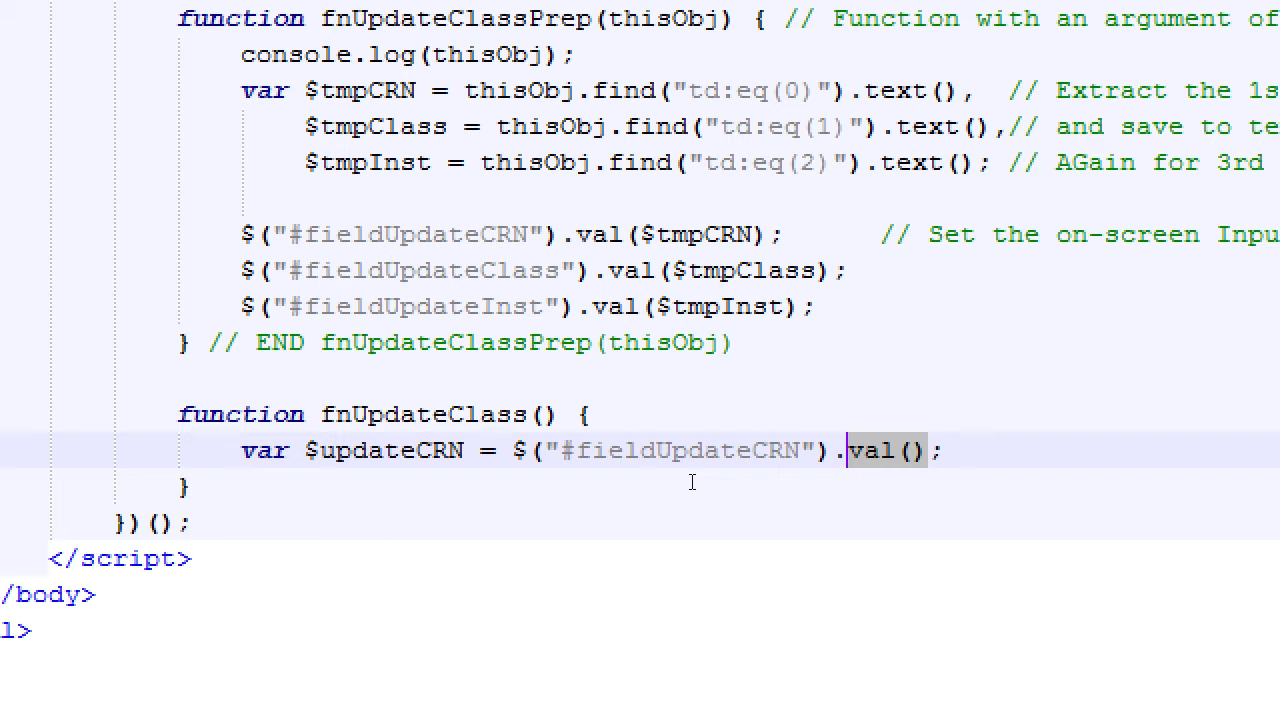 function fnUpdateClassPrep(thisObj) { // Function with an argument of
console.log(thisObj);
var $tmpCRN = thisObj.find("td:eq(0)").text(),  // Extract the 1s
$tmpClass = thisObj.find("td:eq(1)").text(),// and save to te
$tmpInst = thisObj.find("td:eq(2)").text(); // AGain for 3rd
$("#fieldUpdateCRN").val($tmpCRN);      // Set the on-screen Inpu
$("#fieldUpdateClass").val($tmpClass);
$("#fieldUpdateInst").val($tmpInst);
} // END fnUpdateClassPrep(thisObj)
function fnUpdateClass() {
var $updateCRN = $("#fieldUpdateCRN").val();
}
})();
</script>
/body>
l>